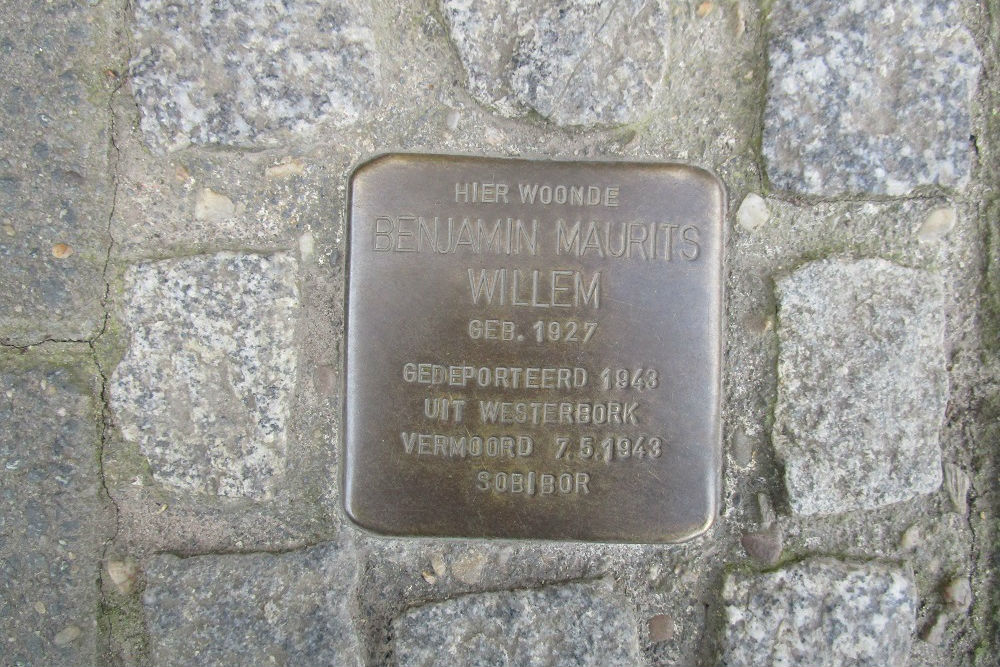 HIER WOONDE
BENJAMIN MAURITS
WILLEM
GEB. 1927
GEDEPORTEERD 1943
UIT WESTERBORK
VERMOORD 7.5.1943
SOBIBOR